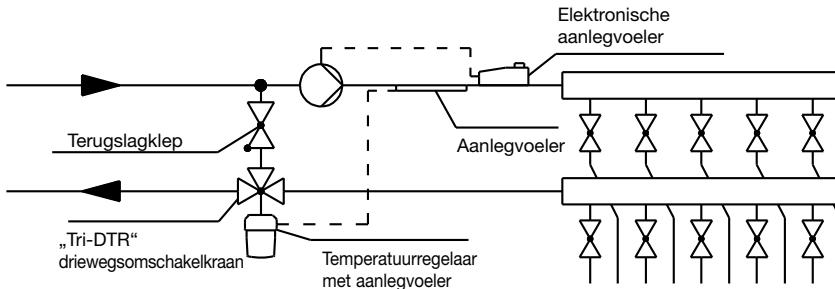 Elektronische
aanlegvoeler
Terugslagklep
Aanlegvoeler
„Tri-DTR“
driewegsomschakelkraan
Temperatuurregelaar
met aanlegvoeler